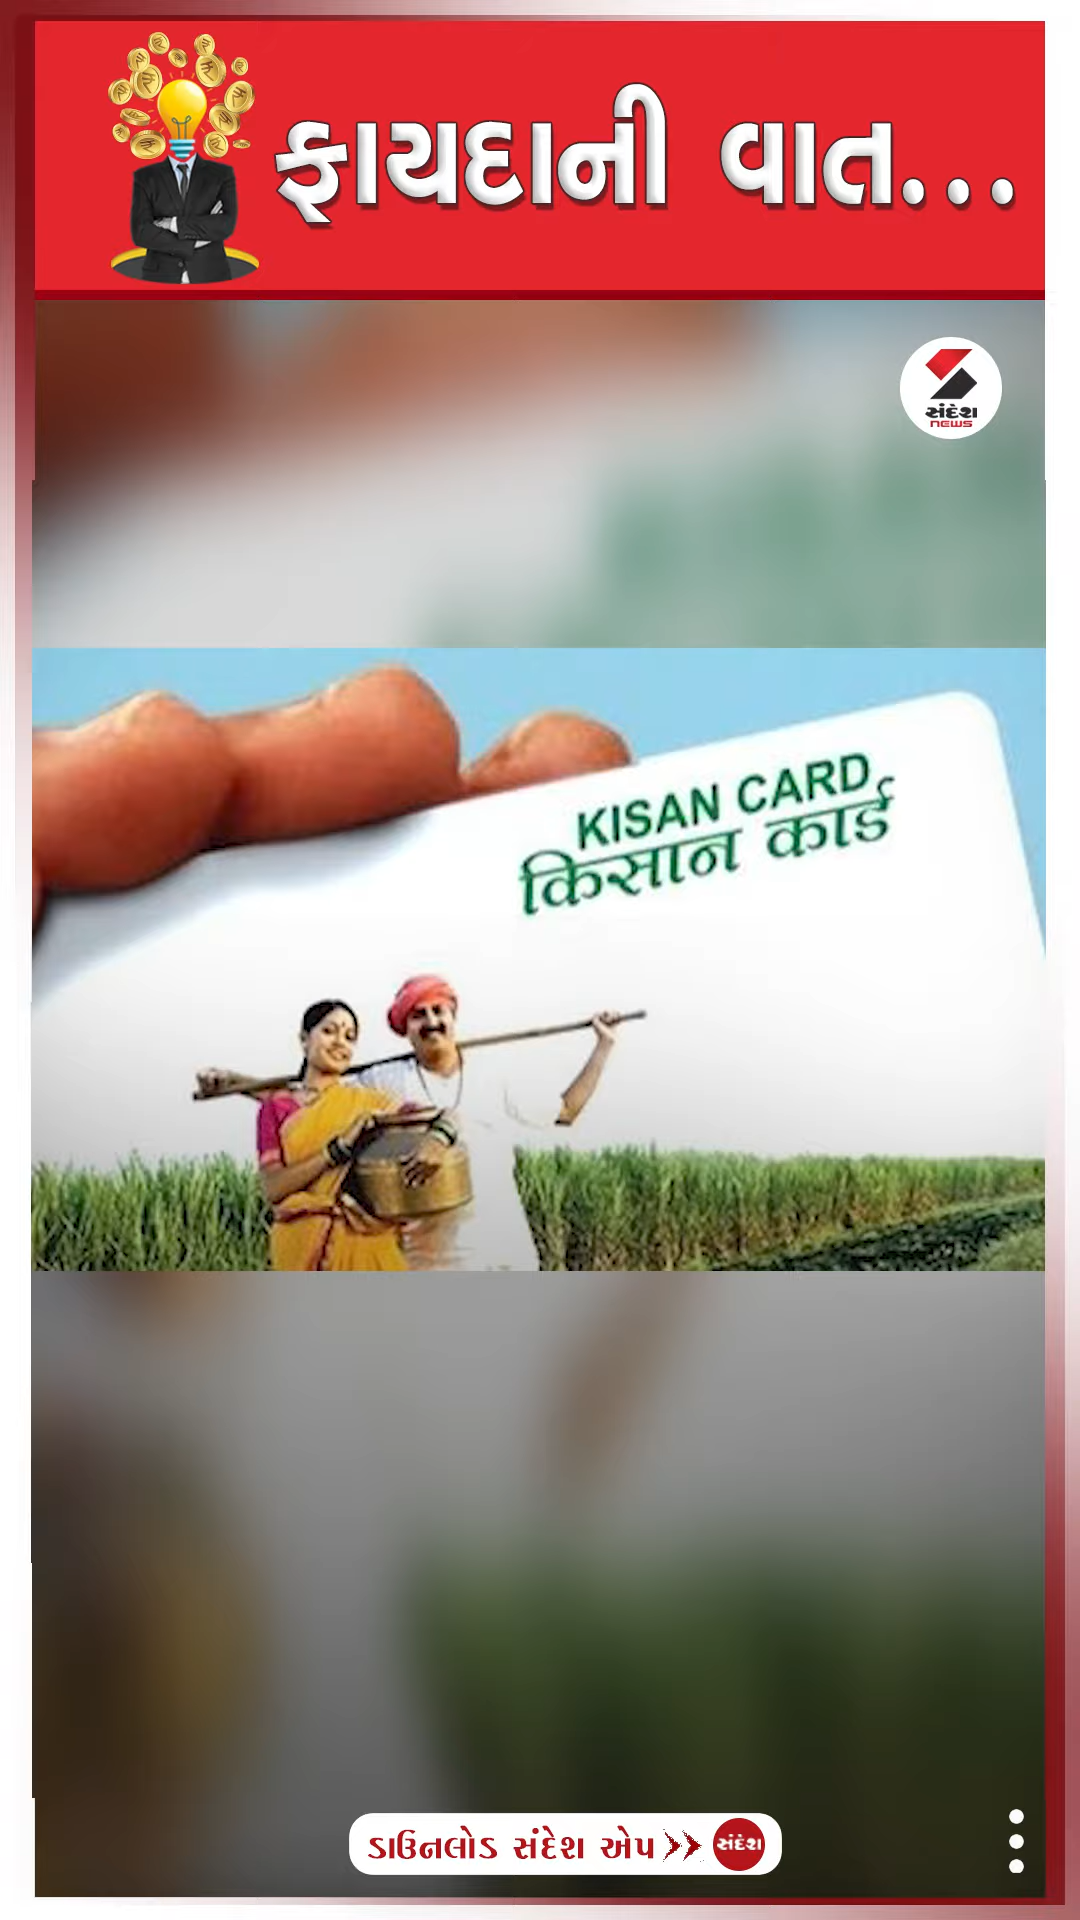 ફાયદાની વાત...
સંદેશ
NEWS
KISAN CARD
किसान कार्ड
ડાઉનલોડ સંદેશ એપ
સંદેશ